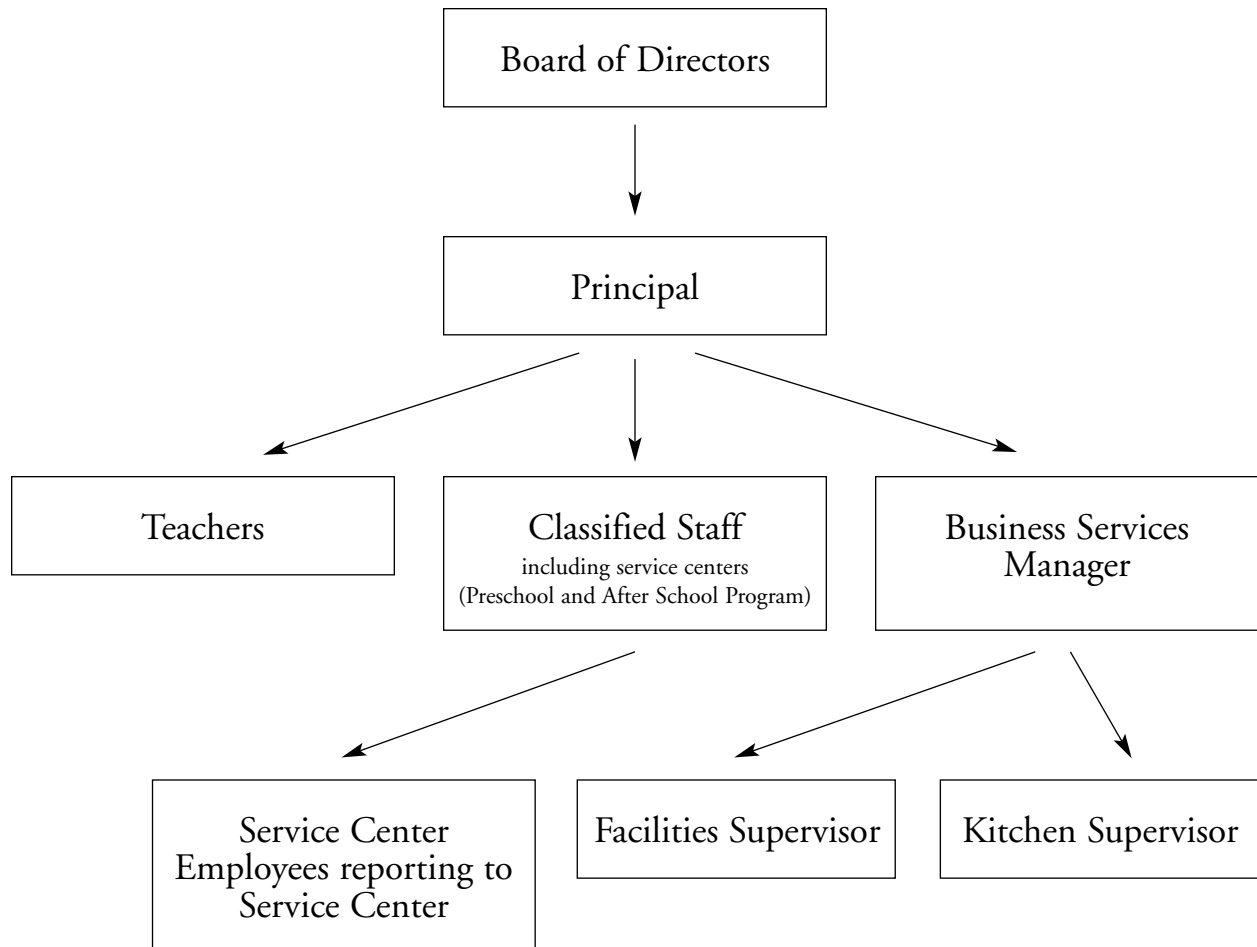 Board of Directors
Principal
Teachers
Classified Staff
including service centers
(Preschool and After School Program)
Business Services
Manager
Service Center
Employees reporting to
Service Center
Facilities Supervisor
Kitchen Supervisor